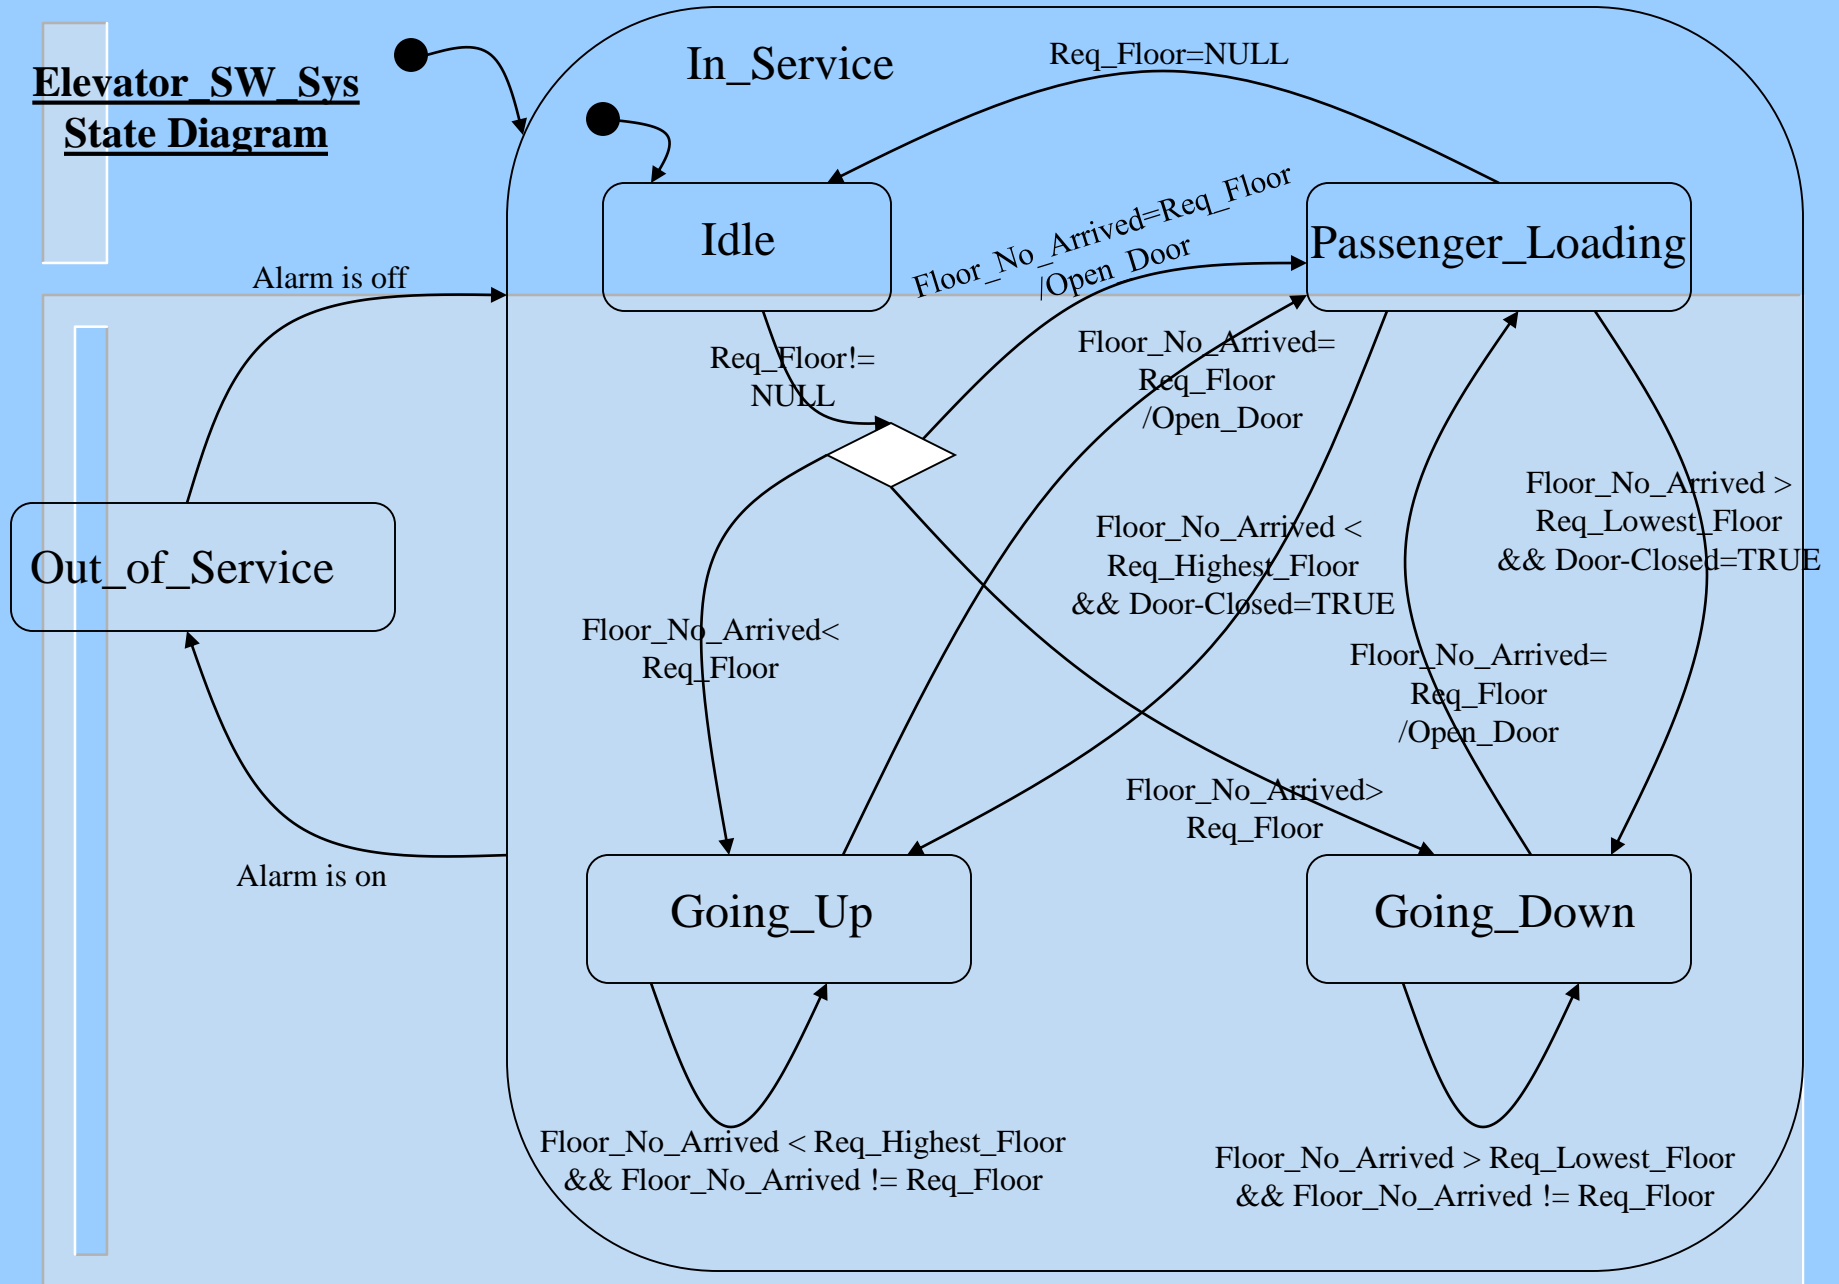 Elevator_SW_Sys
State Diagram
In_Service
Req_Floor=NULL
Idle
Floor_No_Arrived=Req_Floor
/Open_Door
Passenger_Loading
Alarm is off
Req_Floor!=
NULL
Floor_No_Arrived=
Req_Floor
/Open_Door
Floor_No_Arrived >
Req_Lowest_Floor
&& Door-Closed=TRUE
Floor_No_Arrived <
Req_Highest_Floor
&& Door-Closed=TRUE
Out_of_Service
Floor_No_Arrived<
Req_Floor
Floor_No_Arrived=
Req_Floor
/Open_Door
Floor_No_Arrived>
Req_Floor
Alarm is on
Going_Up
Going_Down
Floor_No_Arrived < Req_Highest_Floor
&& Floor_No_Arrived != Req_Floor
Floor_No_Arrived > Req_Lowest_Floor
&& Floor_No_Arrived != Req_Floor